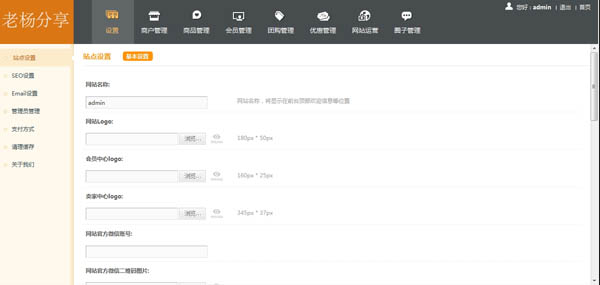 老杨分享
设置 商户管理 商品管理 会员管理 团购管理 优惠管理 网站运营 圈子管理
您好:admin | 退出 | 首页
站点设置
SEO设置
Email设置
管理员管理
支付方式
清理缓存
关于我们
站点设置 基本设置
网站名称:
admin 网站名称,将显示在前台顶部欢迎信息等位置
网站Logo:
浏览... 180px * 50px
会员中心logo:
浏览... 160px * 25px
卖家中心logo:
浏览... 345px * 37px
网站官方微信账号:
网站官方微信二维码图片: